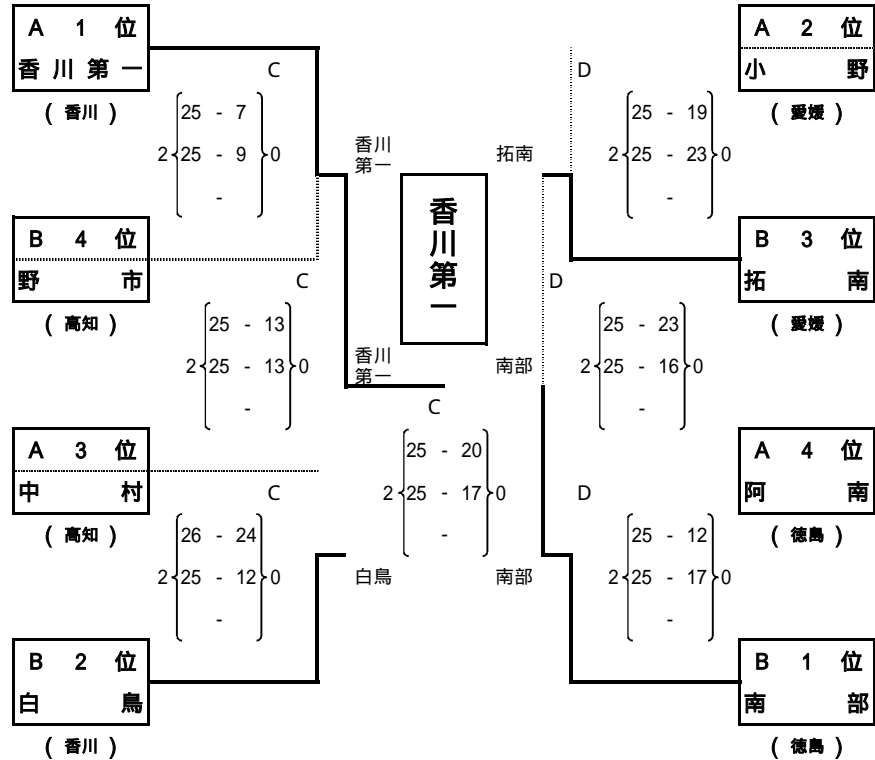 A 1 位
香川第一
( 香川 )
A 2 位
小 野
( 愛媛 )
C
25 - 7
2 25 - 9 0
-
D
25 - 19
2 25 - 23 0
-
香川
第一
拓南
香川第一
B 4 位
野 市
( 高知 )
B 3 位
拓 南
( 愛媛 )
C
25 - 13
2 25 - 13 0
-
D
25 - 23
2 25 - 16 0
-
香川
第一
南部
C
25 - 20
2 25 - 17 0
-
A 3 位
中 村
( 高知 )
A 4 位
阿 南
( 徳島 )
C
26 - 24
2 25 - 12 0
-
D
25 - 12
2 25 - 17 0
-
白鳥
南部
B 2 位
白 鳥
( 香川 )
B 1 位
南 部
( 徳島 )